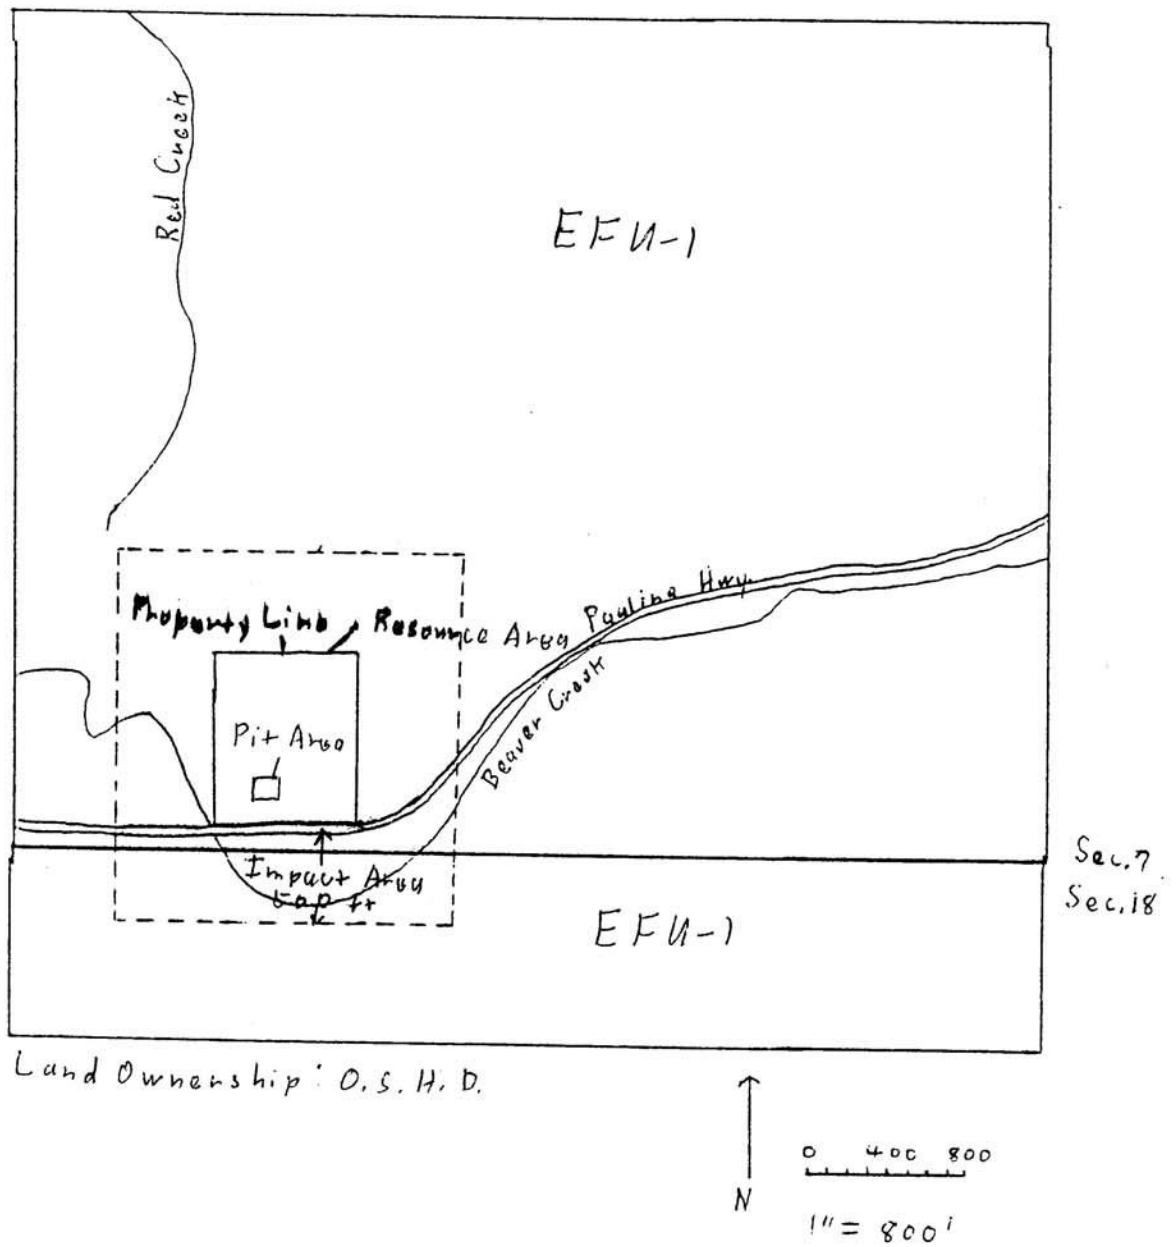 Red Creek
EFU-1
Pauline Hwy.
Property Line
Resource Area
Beaver Creek
Pit Area
Impact Area
Sec.7
Sec.18
EFU-1
Land Ownership: O.S.H.D.
0 400 800
N
1" = 800'